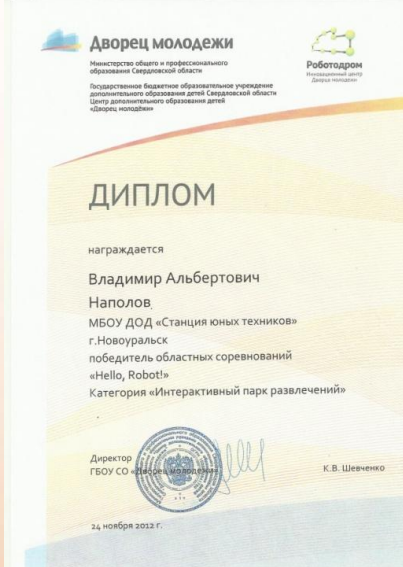 Дворец молодежи
Министерство общего и профессионального
образования Свердловской области
Государственное бюджетное образовательное учреждение
дополнительного образования детей Свердловской области
Центр дополнительного образования детей
«Дворец молодёжи»
Роботодром
Инновационный центр
Дворца молодежи
ДИПЛОМ
награждается
Владимир Альбертович
Наполов
МБОУ ДОД «Станция юных техников»
г.Новоуральск
победитель областных соревнований
«Hello, Robot!»
Категория «Интерактивный парк развлечений»
Директор
ГБОУ СО «Дворец молодежи»
К.В. Шевченко
24 ноября 2012 г.